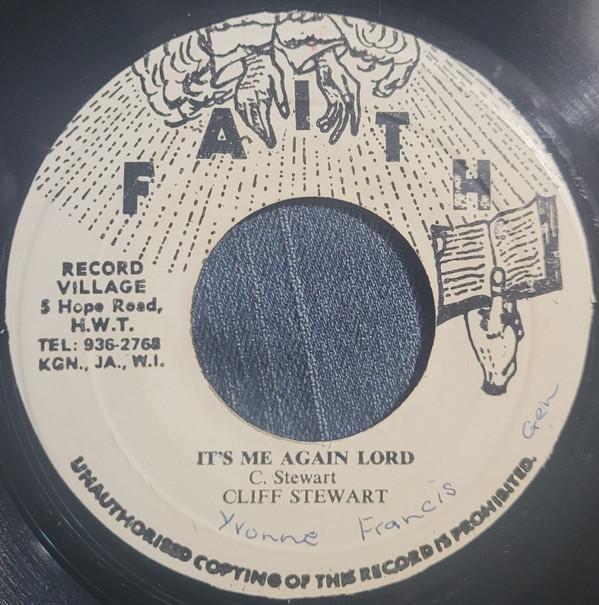 FAITH
RECORD
VILLAGE
5 Hope Road,
H.W.T.
TEL: 936-2768
KGN., JA., W.I.
IT'S ME AGAIN LORD
C. Stewart
CLIFF STEWART
Yvonne Francis
Gen
UNAUTHORISED COPYING OF THIS RECORD IS PROHIBITED.